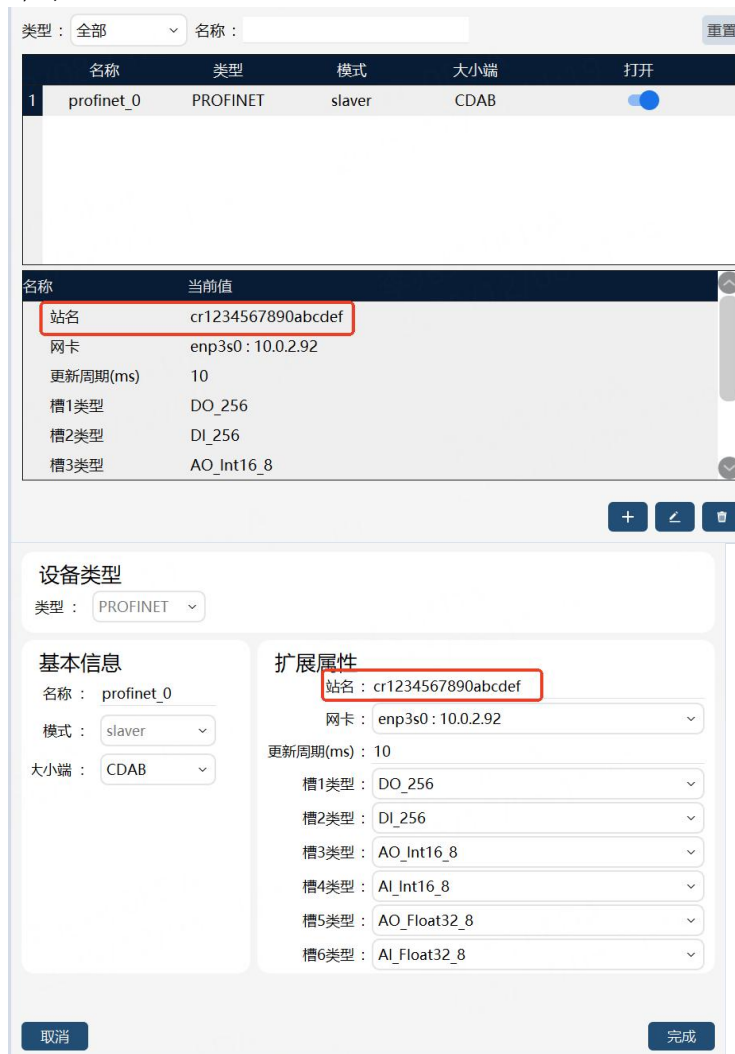 类型： 全部 名称： 重置
名称 类型 模式 大小端 打开
1 profinet_0 PROFINET slaver CDAB
名称 当前值
站名 cr1234567890abcdef
网卡 enp3s0 : 10.0.2.92
更新周期(ms) 10
槽1类型 DO_256
槽2类型 DI_256
槽3类型 AO_Int16_8
设备类型
类型 ： PROFINET
基本信息
名称 ： profinet_0
模式 ： slaver
大小端 ： CDAB
扩展属性
站名 ： cr1234567890abcdef
网卡 ： enp3s0 : 10.0.2.92
更新周期(ms) ： 10
槽1类型 ： DO_256
槽2类型 ： DI_256
槽3类型 ： AO_Int16_8
槽4类型 ： AI_Int16_8
槽5类型 ： AO_Float32_8
槽6类型 ： AI_Float32_8
取消 完成